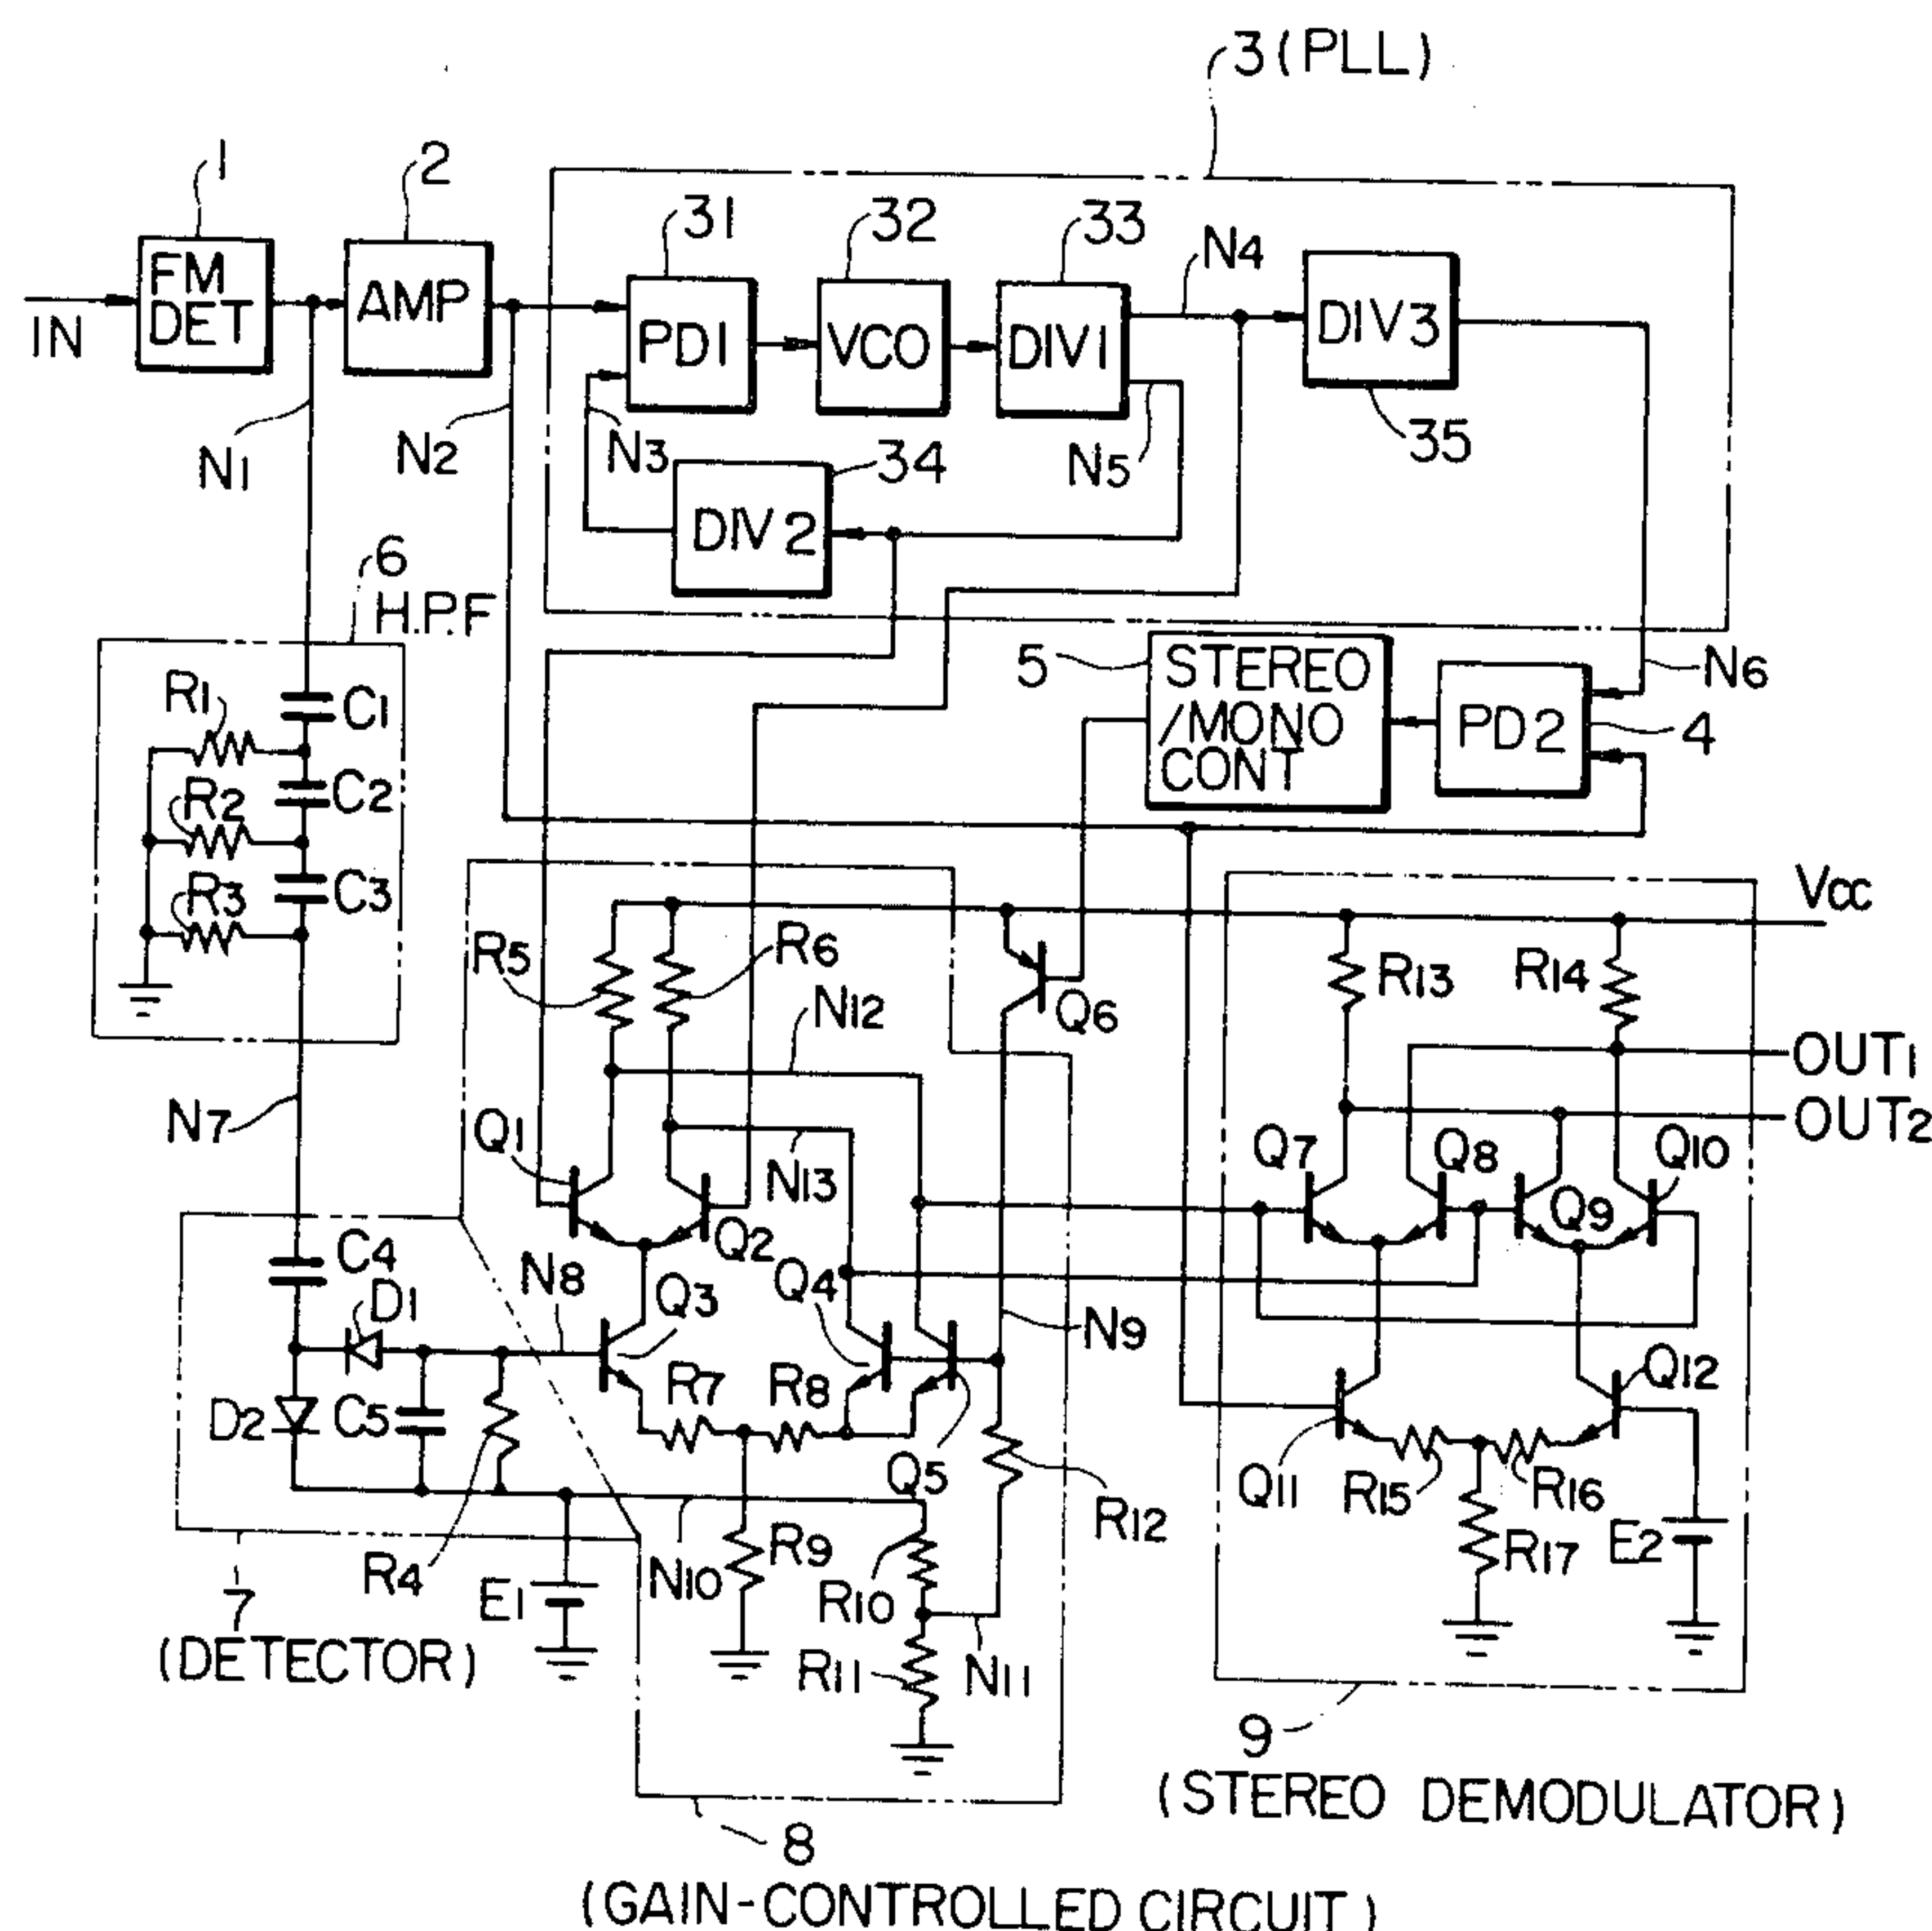 3 (PLL)
1
2
31
32
33
N4
FM
DET
AMP
PD1
VCO
DIV1
DIV3
IN
N1
N2
N3
34
N5
35
DIV2
6
H.P.F
5
STEREO
/MONO
CONT
PD2
4
N6
R1
C1
R2
C2
R3
C3
Vcc
R5
R6
N12
Q6
R13
R14
OUT1
OUT2
N7
Q1
N13
Q2
Q7
Q8
Q9
Q10
C4
D1
N8
Q3
Q4
N9
D2
C5
R7
R8
Q5
Q12
Q11
R15
R16
R12
R4
E1
N10
R9
R10
R17
E2
7
(DETECTOR)
R11
N11
9
(STEREO DEMODULATOR)
8
(GAIN-CONTROLLED CIRCUIT)